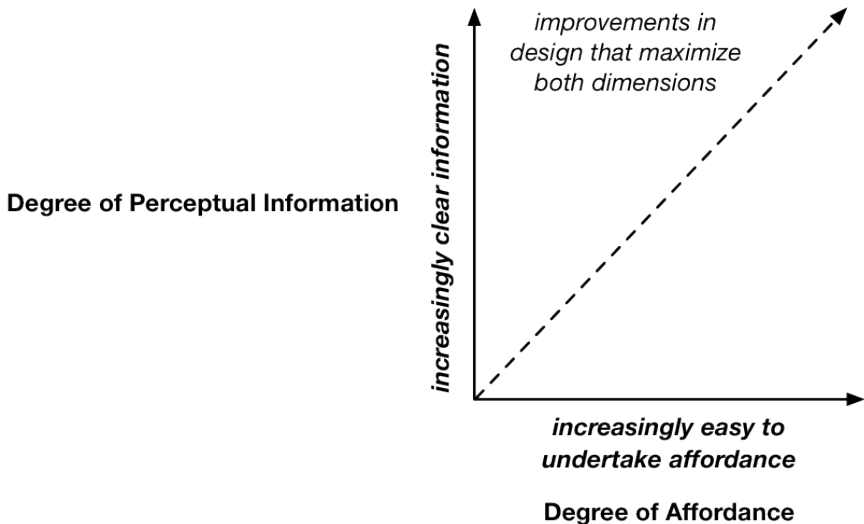 improvements in
design that maximize
both dimensions
increasingly clear information
Degree of Perceptual Information
increasingly easy to
undertake affordance
Degree of Affordance